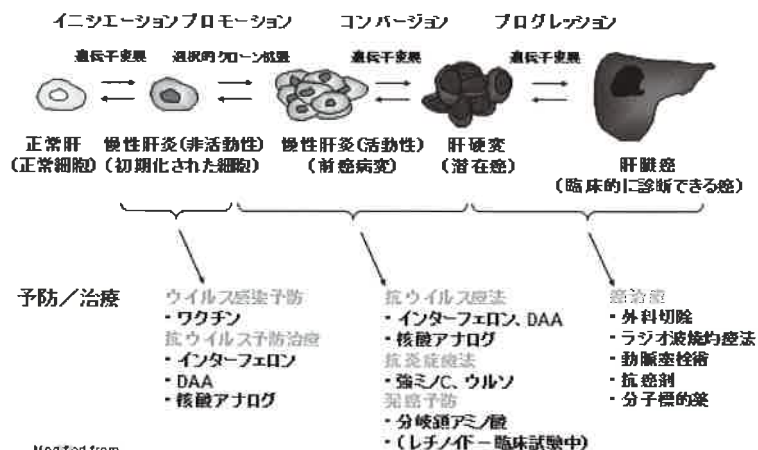 イニシエーション プロモーション コンバージョン プログレッション
遺伝子変異 選択的クローン拡張 遺伝子変異 遺伝子変異
正常肝 慢性肝炎(非活動性) 慢性肝炎(活動性) 肝硬変 肝臓癌
(正常細胞) (初期化された細胞) (前癌病変) (潜在癌) (臨床的に診断できる癌)
予防／治療
ウイルス感染予防
・ワクチン
抗ウイルス予防治療
・インターフェロン
・DAA
・核酸アナログ
抗ウイルス療法
・インターフェロン、DAA
・核酸アナログ
抗炎症療法
・強ミノC、ウルソ
発癌予防
・分岐鎖アミノ酸
・(レチノイドー臨床試験中)
癌治療
・外科切除
・ラジオ波焼灼療法
・動脈塞栓術
・抗癌剤
・分子標的薬
Modified from